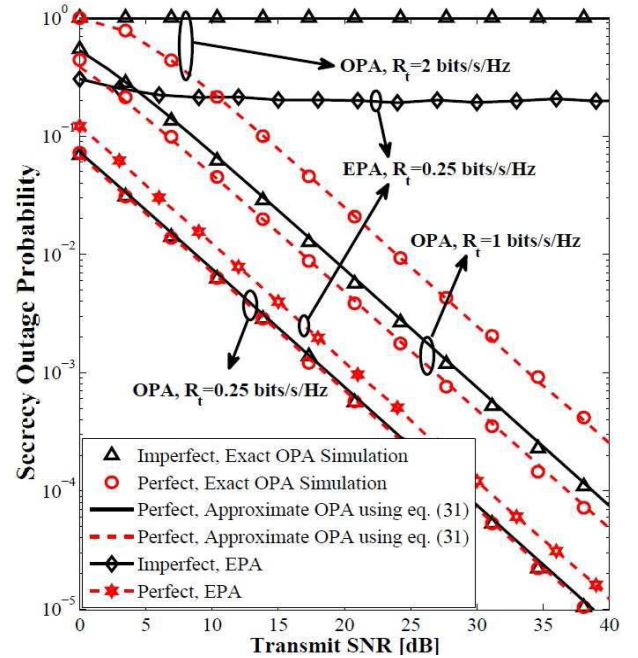 10^0
10^-1
10^-2
10^-3
10^-4
10^-5
Secrecy Outage Probability
OPA, R_t=2 bits/s/Hz
EPA, R_t=0.25 bits/s/Hz
OPA, R_t=1 bits/s/Hz
OPA, R_t=0.25 bits/s/Hz
Imperfect, Exact OPA Simulation
Perfect, Exact OPA Simulation
Perfect, Approximate OPA using eq. (31)
Perfect, Approximate OPA using eq. (31)
Imperfect, EPA
Perfect, EPA
0 5 10 15 20 25 30 35 40
Transmit SNR [dB]